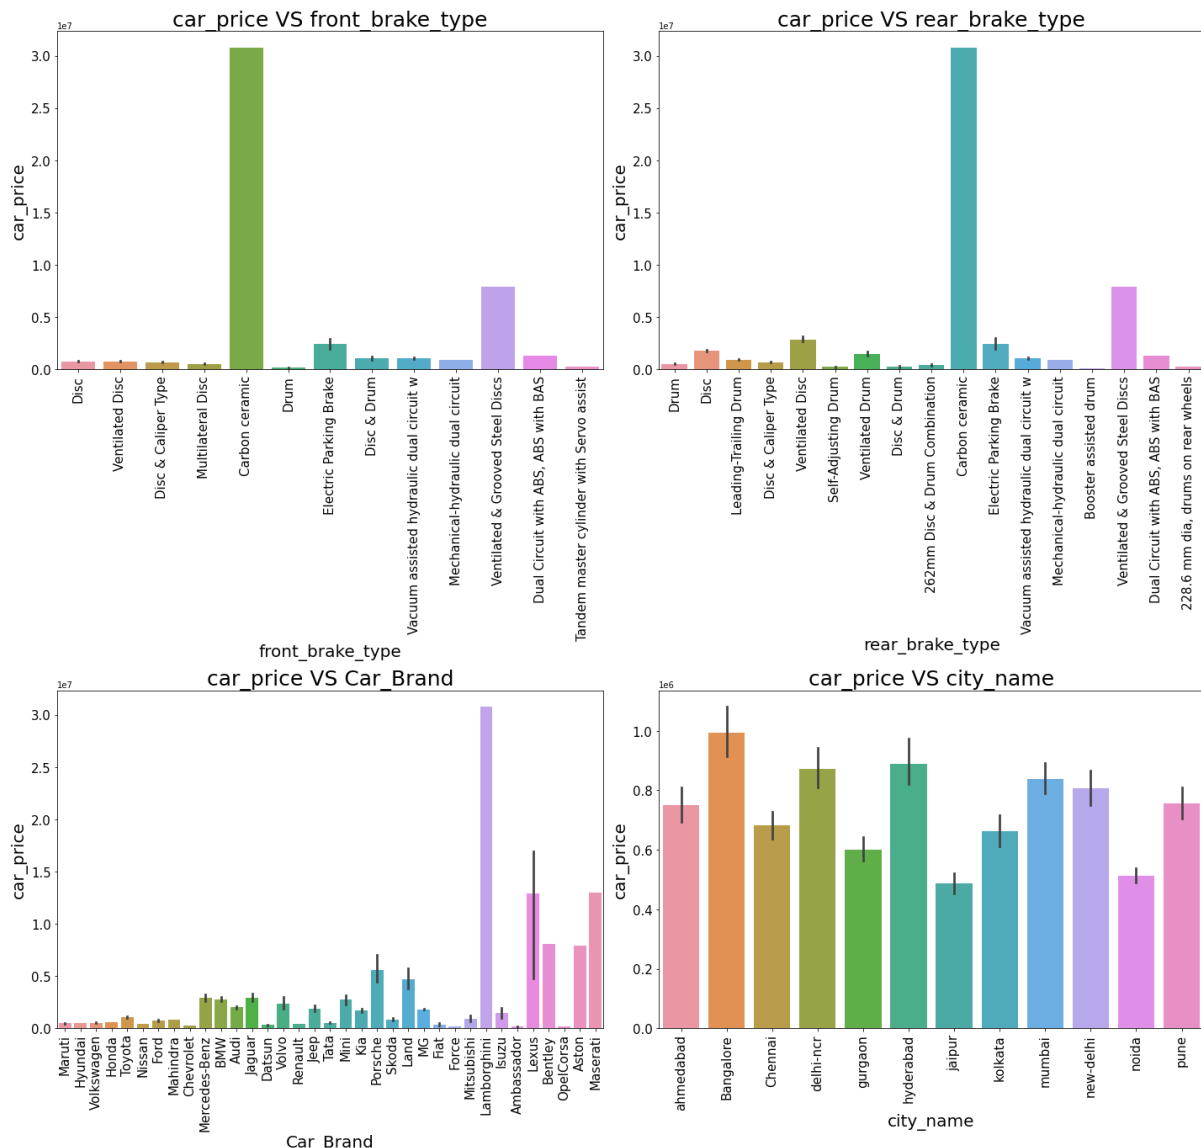 car_price VS front_brake_type
1e7
3.0
2.5
2.0
1.5
1.0
0.5
0.0
car_price
Disc
Ventilated Disc
Disc & Caliper Type
Multilateral Disc
Carbon ceramic
Drum
Electric Parking Brake
Disc & Drum
Vacuum assisted hydraulic dual circuit w
Mechanical-hydraulic dual circuit
Ventilated & Grooved Steel Discs
Dual Circuit with ABS, ABS with BAS
Tandem master cylinder with Servo assist
front_brake_type
car_price VS rear_brake_type
1e7
3.0
2.5
2.0
1.5
1.0
0.5
0.0
car_price
Drum
Disc
Leading-Trailing Drum
Disc & Caliper Type
Ventilated Disc
Self-Adjusting Drum
Ventilated Drum
Disc & Drum
262mm Disc & Drum Combination
Carbon ceramic
Electric Parking Brake
Vacuum assisted hydraulic dual circuit w
Mechanical-hydraulic dual circuit
Booster assisted drum
Ventilated & Grooved Steel Discs
Dual Circuit with ABS, ABS with BAS
228.6 mm dia, drums on rear wheels
rear_brake_type
car_price VS Car_Brand
1e7
3.0
2.5
2.0
1.5
1.0
0.5
0.0
car_price
Maruti
Hyundai
Volkswagen
Honda
Toyota
Nissan
Ford
Mahindra
Chevrolet
Mercedes-Benz
BMW
Audi
Jaguar
Datsun
Volvo
Renault
Jeep
Tata
Mini
Kia
Porsche
Skoda
Land
MG
Fiat
Force
Mitsubishi
Lamborghini
Isuzu
Ambassador
Lexus
Bentley
OpelCorsa
Aston
Maserati
Car_Brand
car_price VS city_name
1e6
1.0
0.8
0.6
0.4
0.2
0.0
car_price
ahmedabad
Bangalore
Chennai
delhi-ncr
gurgaon
hyderabad
jaipur
kolkata
mumbai
new-delhi
noida
pune
city_name